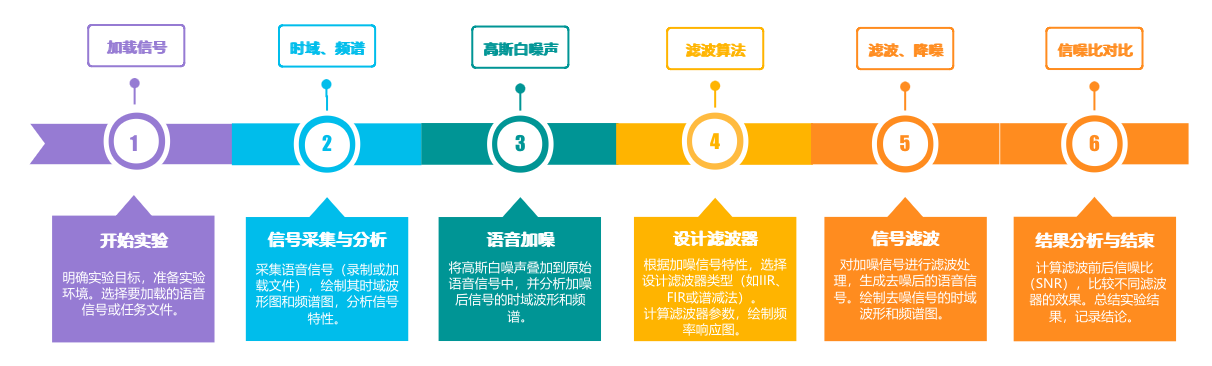 加载信号
时域、频谱
高斯白噪声
滤波算法
滤波、降噪
信噪比对比
1
2
3
4
5
6
开始实验
明确实验目标，准备实验
环境。选择要加载的语音
信号或任务文件。
信号采集与分析
采集语音信号（录制或加
载文件），绘制其时域波
形图和频谱图，分析信号
特性。
语音加噪
将高斯白噪声叠加到原始
语音信号中，并分析加噪
后信号的时域波形和频
谱。
设计滤波器
根据加噪信号特性，选择
设计滤波器类型（如IIR、
FIR或谱减法）。
计算滤波器参数，绘制频
率响应图。
信号滤波
对加噪信号进行滤波处
理，生成去噪后的语音信
号。绘制去噪信号的时域
波形和频谱图。
结果分析与结束
计算滤波前后信噪比
（SNR），比较不同滤波
器的效果。总结实验结
果，记录结论。